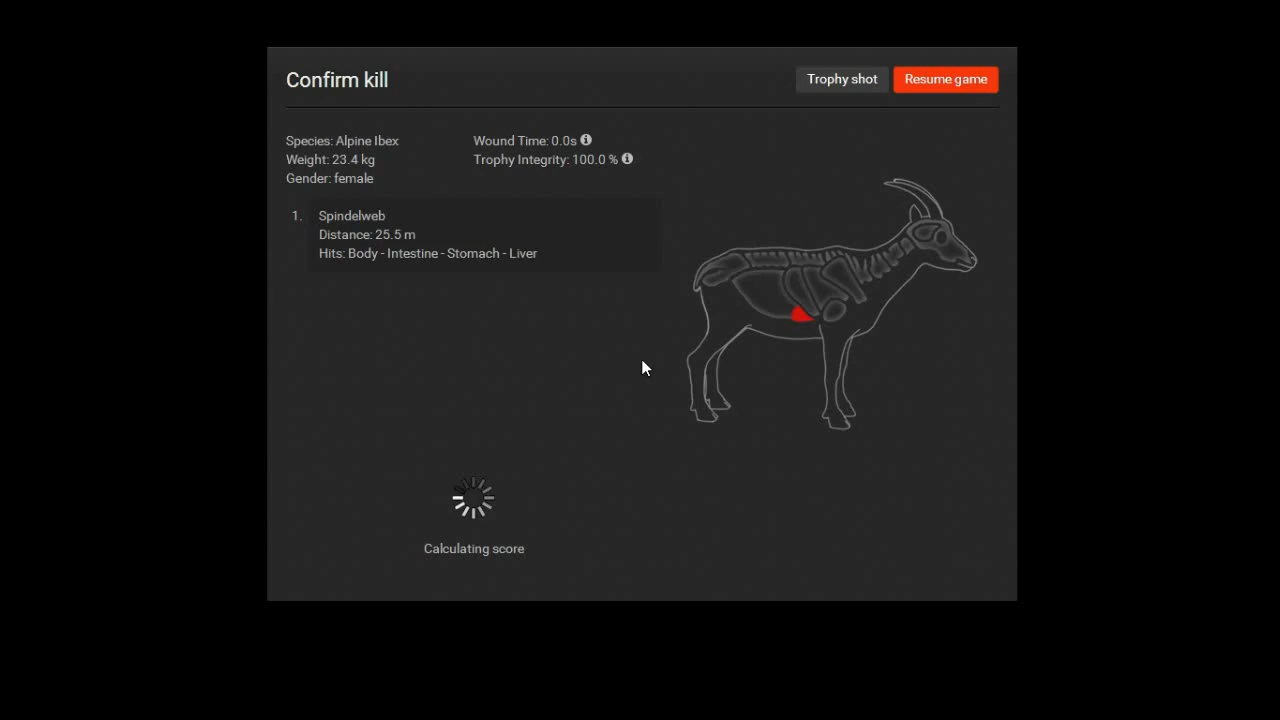 Confirm kill
Trophy shot
Resume game
Species: Alpine Ibex
Weight: 23.4 kg
Gender: female
Wound Time: 0.0s
Trophy Integrity: 100.0 %
1.
Spindelweb
Distance: 25.5 m
Hits: Body - Intestine - Stomach - Liver
Calculating score